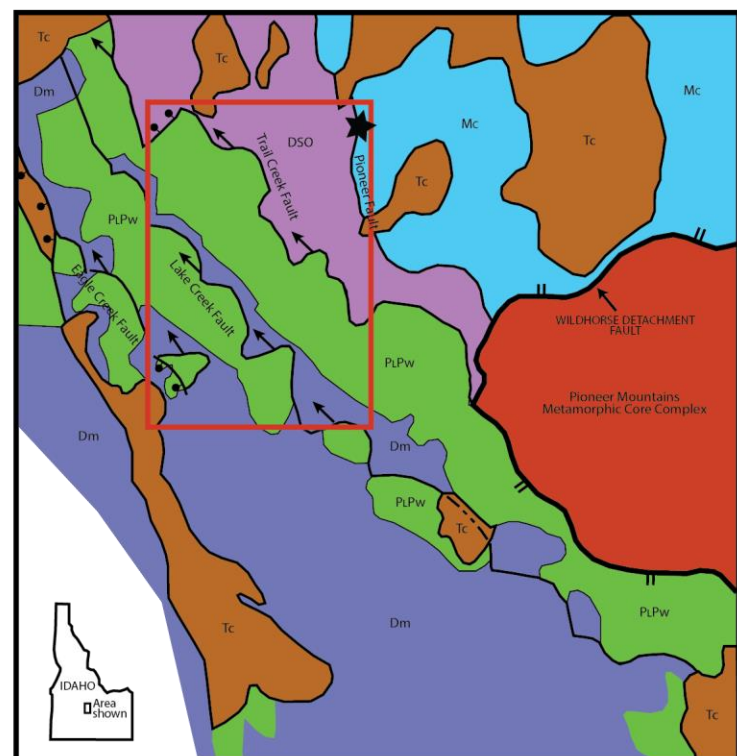 Tc
Dm
Tc
Mc
Mc
Tc
DSO
Trail Creek Fault
Pioneer Fault
Tc
PLPw
Lake Creek Fault
Eagle Creek Fault
WILDHORSE DETACHMENT
FAULT
PLPw
Pioneer Mountains
Metamorphic Core Complex
Dm
Dm
PLPw
Tc
Tc
Dm
PLPw
IDAHO
Area
shown
Tc